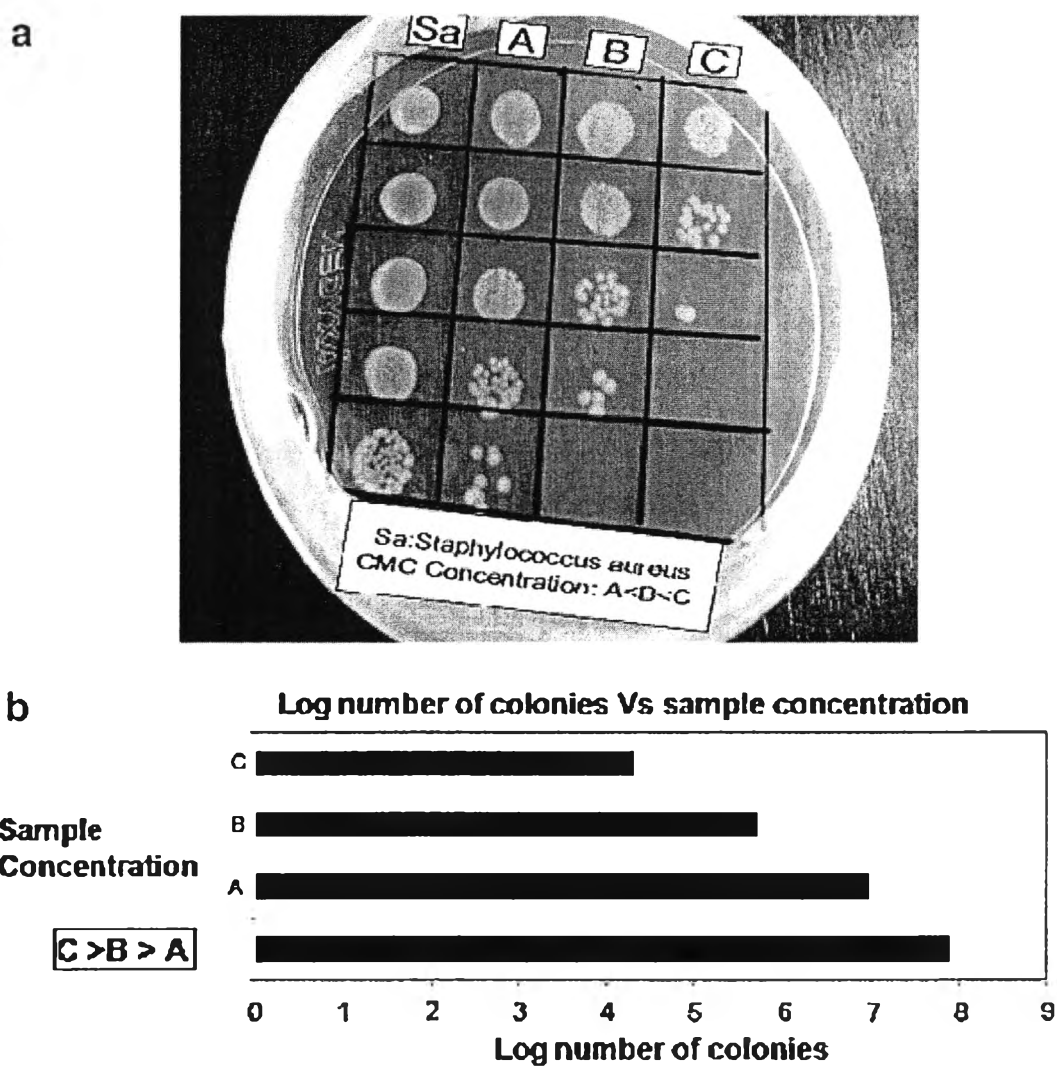 a
Sa A B C
Sa:Staphylococcus aureus
CMC Concentration: A<B<C
b
Log number of colonies Vs sample concentration
C
B
Sample
Concentration
A
C >B > A
0 1 2 3 4 5 6 7 8 9
Log number of colonies